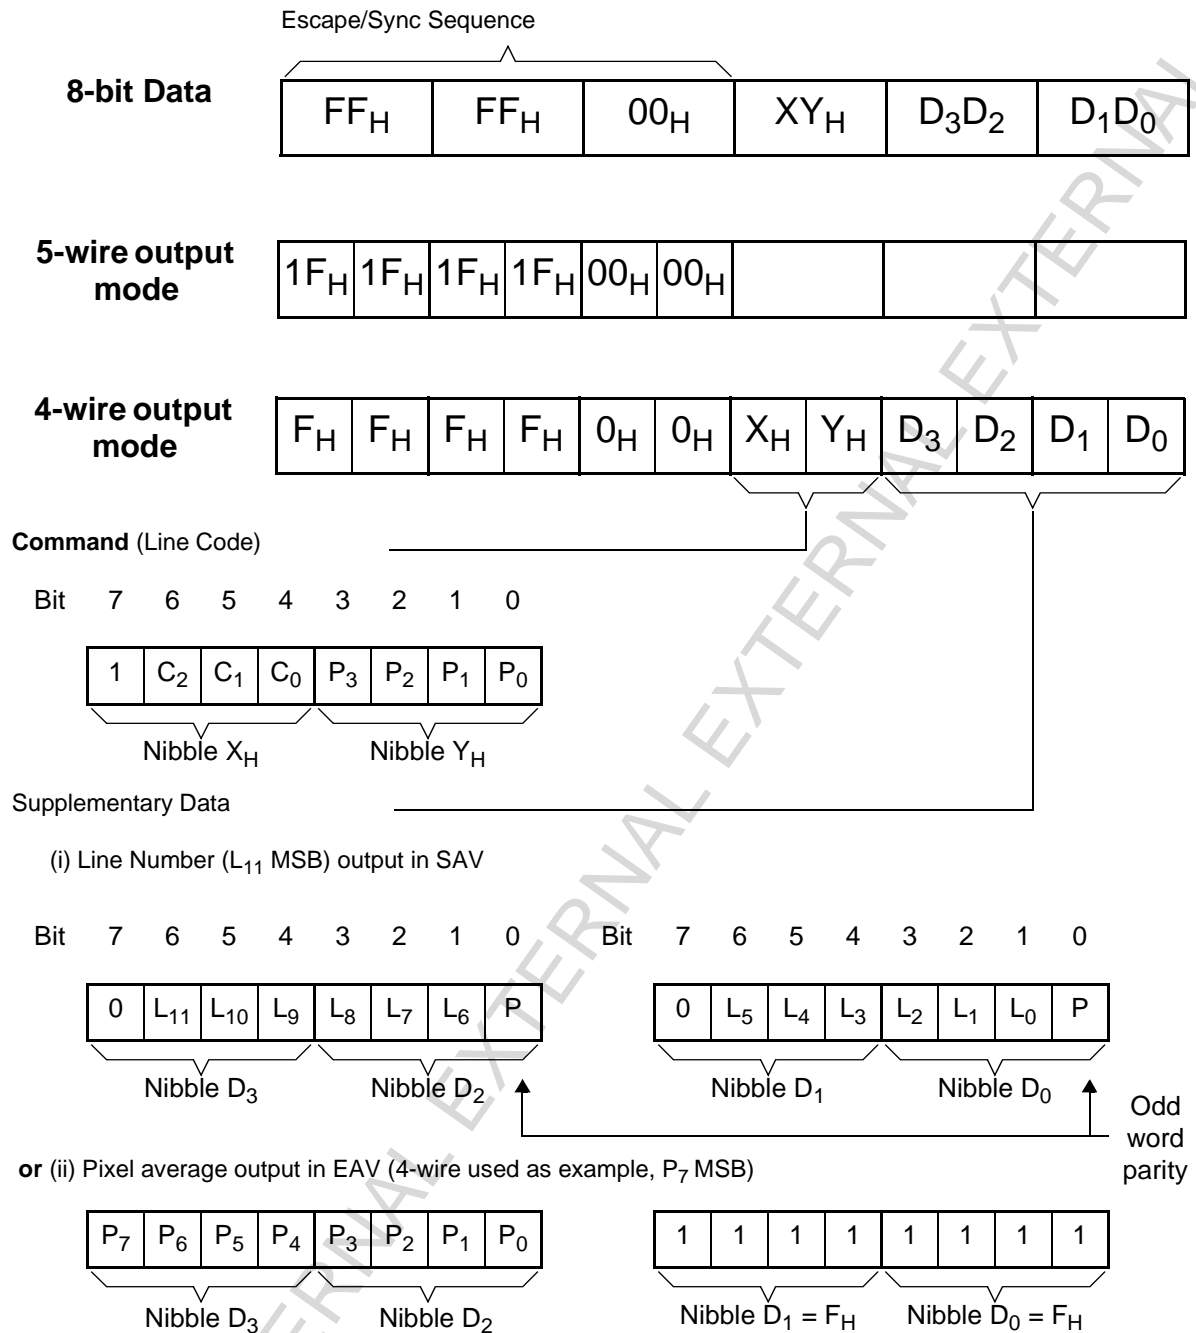 Escape/Sync Sequence
8-bit Data
FFH FFH 00H XYH D3D2 D1D0
5-wire output mode
1FH 1FH 1FH 1FH 00H 00H
4-wire output mode
FH FH FH FH 0H 0H XH YH D3 D2 D1 D0
Command (Line Code)
Bit 7 6 5 4 3 2 1 0
1 C2 C1 C0 P3 P2 P1 P0
Nibble XH Nibble YH
Supplementary Data
(i) Line Number (L11 MSB) output in SAV
Bit 7 6 5 4 3 2 1 0 Bit 7 6 5 4 3 2 1 0
0 L11 L10 L9 L8 L7 L6 P 0 L5 L4 L3 L2 L1 L0 P
Nibble D3 Nibble D2 Nibble D1 Nibble D0
Odd word parity
or (ii) Pixel average output in EAV (4-wire used as example, P7 MSB)
P7 P6 P5 P4 P3 P2 P1 P0 1 1 1 1 1 1 1 1
Nibble D3 Nibble D2 Nibble D1 = FH Nibble D0 = FH
EXTERNAL EXTERNAL EXTERNAL EXTERNAL